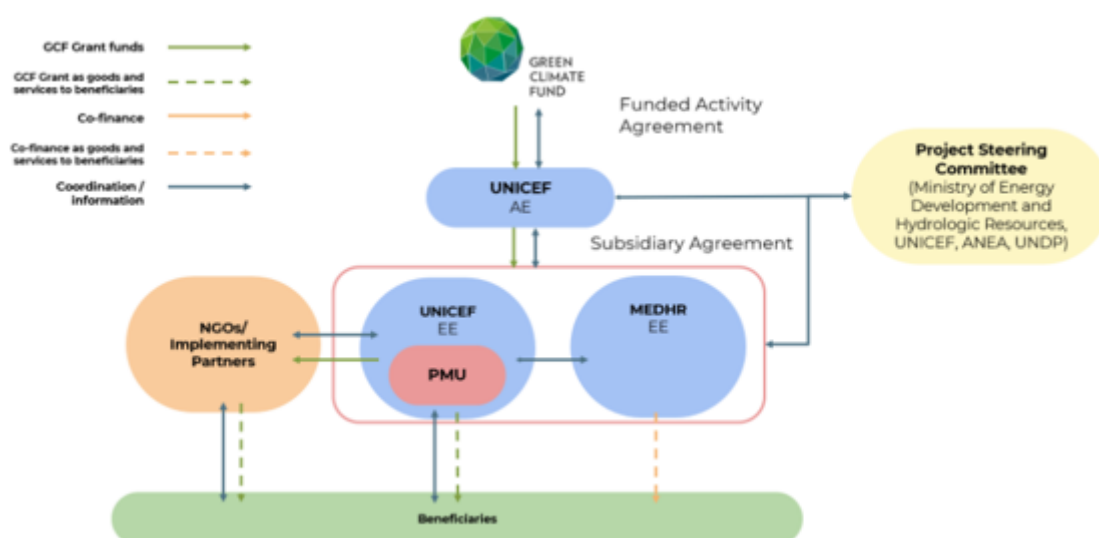 GCF Grant funds
GCF Grant as goods and
services to beneficiaries
Co-finance
Co-finance as goods and
services to beneficiaries
Coordination /
information
GREEN
CLIMATE
FUND
Funded Activity
Agreement
UNICEF
AE
Project Steering
Committee
(Ministry of Energy
Development and
Hydrologic Resources,
UNICEF, ANEA, UNDP)
Subsidiary Agreement
NGOs/
Implementing
Partners
UNICEF
EE
PMU
MEDHR
EE
Beneficiaries